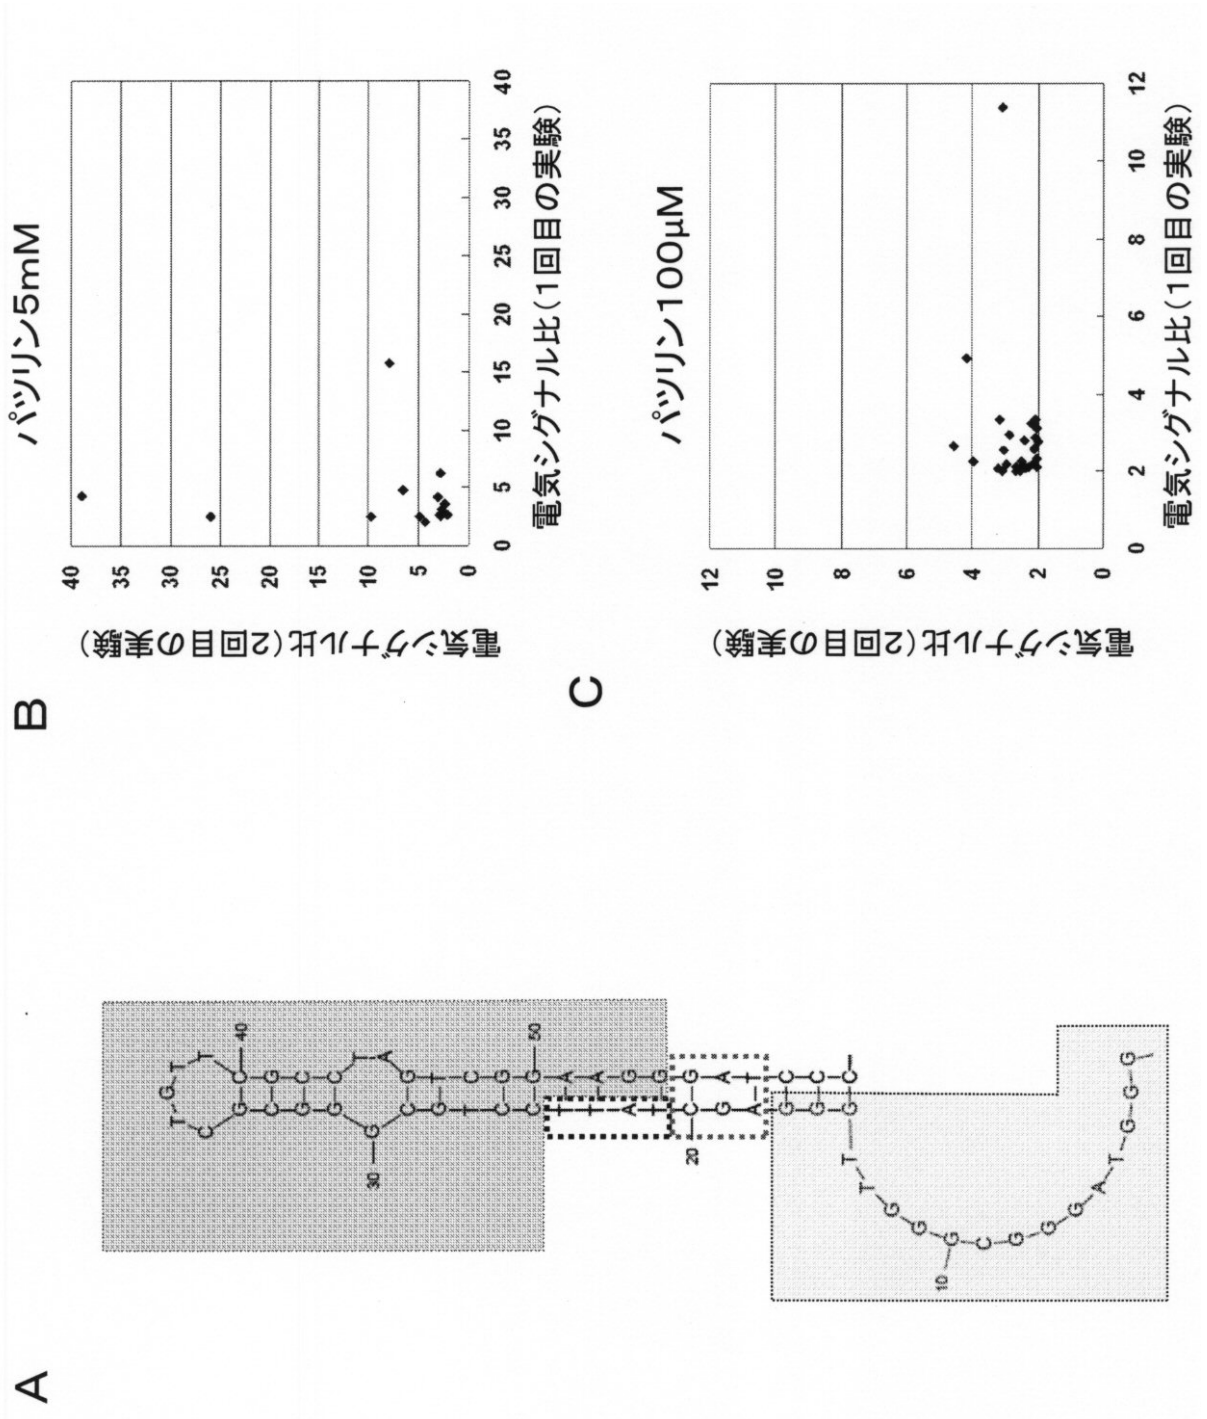 A
GGGTAGGGCGGGTTGGGAGCTATTCCTGCGGGCGCTGTTCGCCTAGTCGGAAGGGATCCC
10
20
30
40
50
B
パツリン5mM
電気シグナル比(2回目の実験)
40
35
30
25
20
15
10
5
0
0 5 10 15 20 25 30 35 40
電気シグナル比(1回目の実験)
C
パツリン100μM
電気シグナル比(2回目の実験)
12
10
8
6
4
2
0
0 2 4 6 8 10 12
電気シグナル比(1回目の実験)